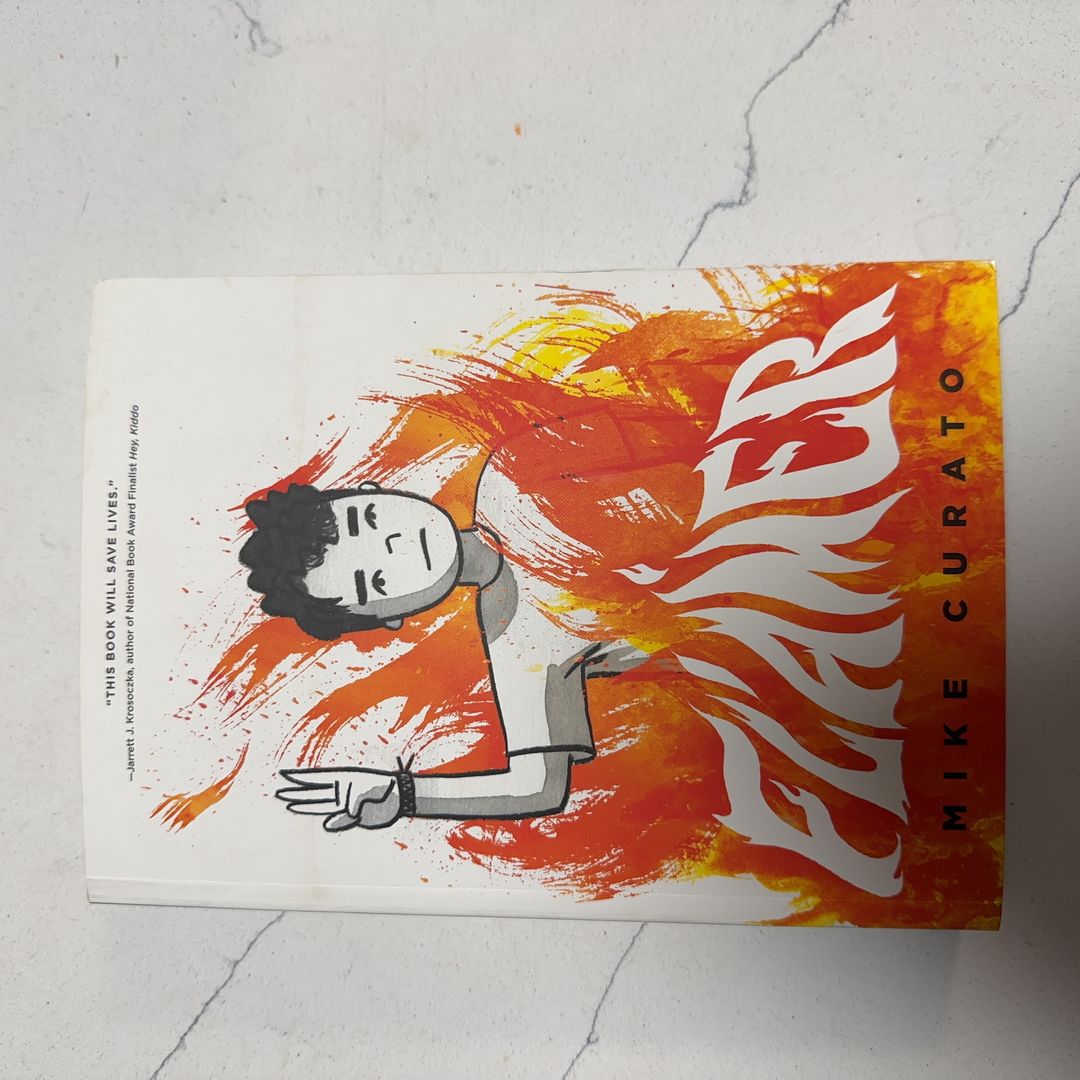 “THIS BOOK WILL SAVE LIVES.”
—Jarrett J. Krosoczka, author of National Book Award Finalist Hey, Kiddo
FLAMER
MIKE CURATO